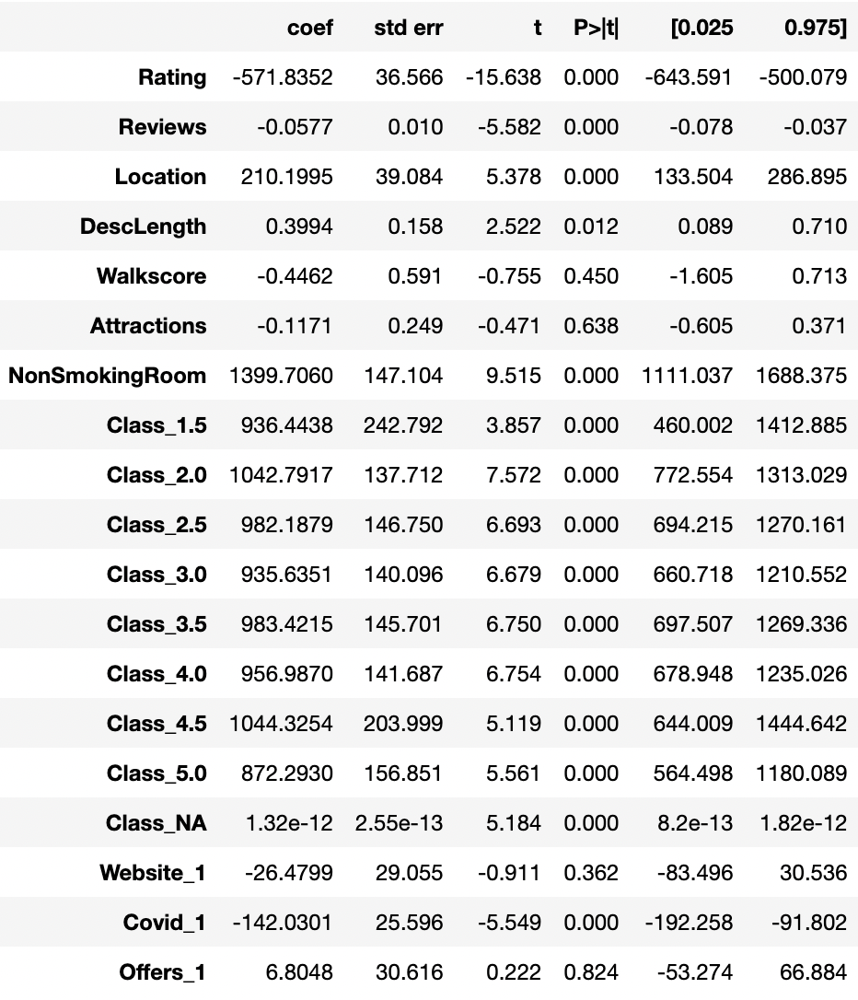 coef std err t P>|t| [0.025 0.975]
Rating -571.8352 36.566 -15.638 0.000 -643.591 -500.079
Reviews -0.0577 0.010 -5.582 0.000 -0.078 -0.037
Location 210.1995 39.084 5.378 0.000 133.504 286.895
DescLength 0.3994 0.158 2.522 0.012 0.089 0.710
Walkscore -0.4462 0.591 -0.755 0.450 -1.605 0.713
Attractions -0.1171 0.249 -0.471 0.638 -0.605 0.371
NonSmokingRoom 1399.7060 147.104 9.515 0.000 1111.037 1688.375
Class_1.5 936.4438 242.792 3.857 0.000 460.002 1412.885
Class_2.0 1042.7917 137.712 7.572 0.000 772.554 1313.029
Class_2.5 982.1879 146.750 6.693 0.000 694.215 1270.161
Class_3.0 935.6351 140.096 6.679 0.000 660.718 1210.552
Class_3.5 983.4215 145.701 6.750 0.000 697.507 1269.336
Class_4.0 956.9870 141.687 6.754 0.000 678.948 1235.026
Class_4.5 1044.3254 203.999 5.119 0.000 644.009 1444.642
Class_5.0 872.2930 156.851 5.561 0.000 564.498 1180.089
Class_NA 1.32e-12 2.55e-13 5.184 0.000 8.2e-13 1.82e-12
Website_1 -26.4799 29.055 -0.911 0.362 -83.496 30.536
Covid_1 -142.0301 25.596 -5.549 0.000 -192.258 -91.802
Offers_1 6.8048 30.616 0.222 0.824 -53.274 66.884